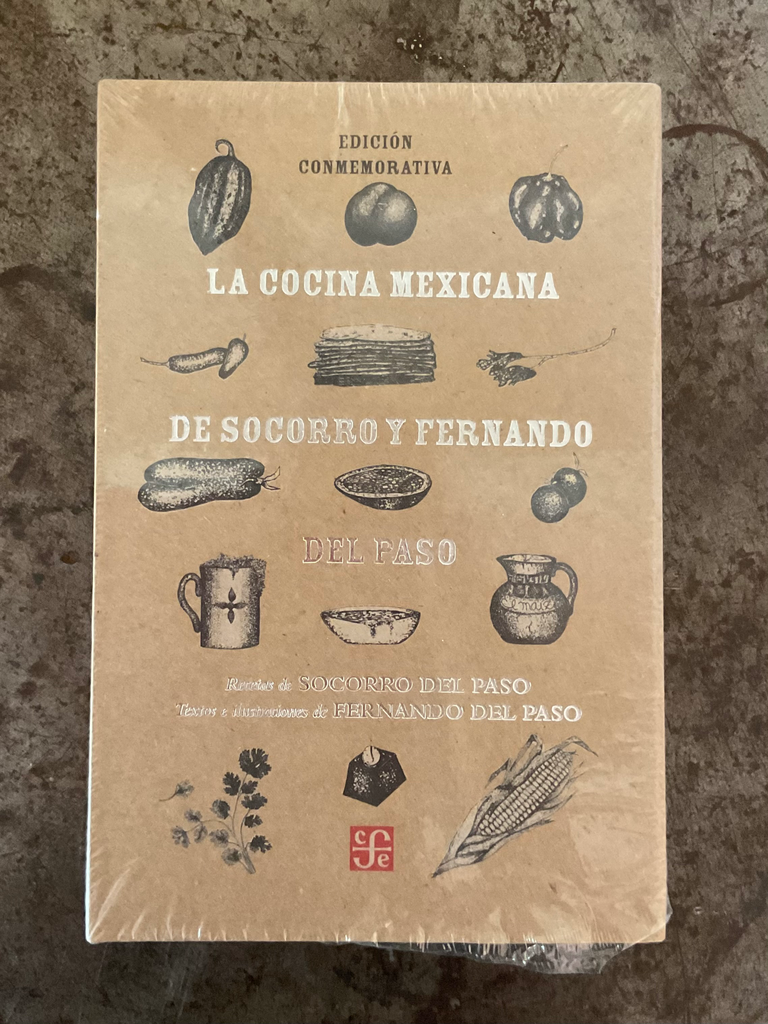 EDICIÓN
CONMEMORATIVA
LA COCINA MEXICANA
DE SOCORRO Y FERNANDO
DEL PASO
Recetas de SOCORRO DEL PASO
Textos e ilustraciones de FERNANDO DEL PASO
cfe